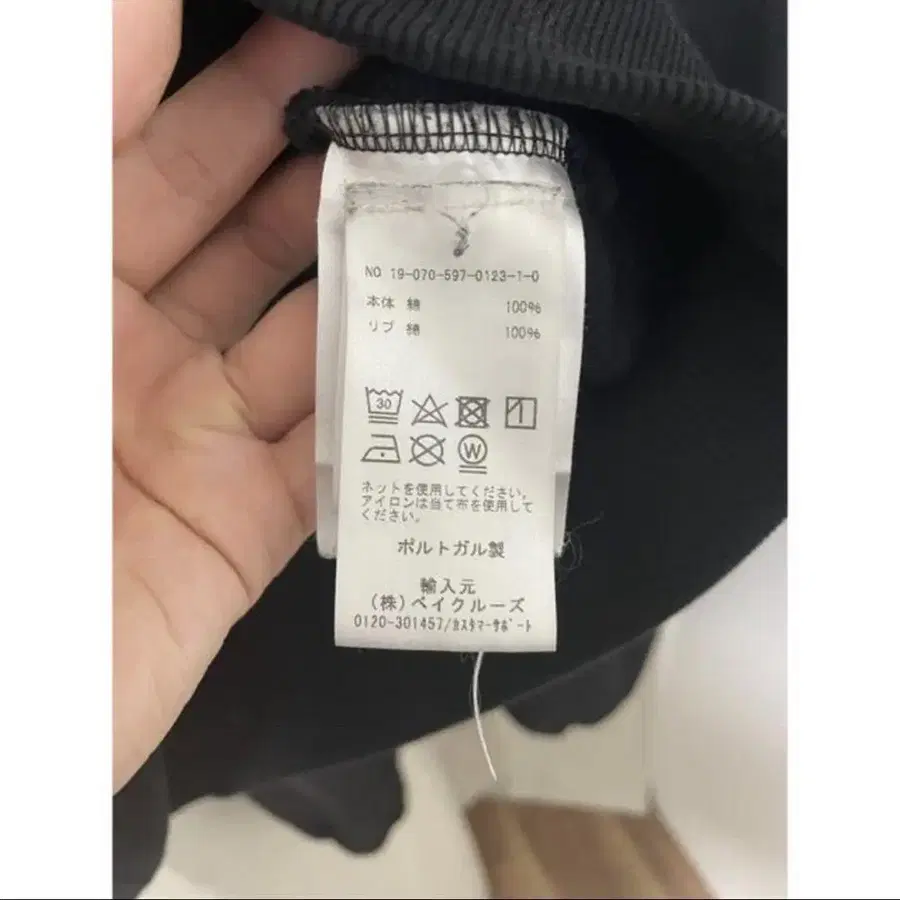 NO 19-070-597-0123-1-0
本体 綿 100%
リブ 綿 100%
30
W
ネットを使用してください。
アイロンは当て布を使用して
ください。
ポルトガル製
輸入元
(株)ベイクルーズ
0120-301457/ｶｽﾀﾏｰｻﾎﾟｰﾄ